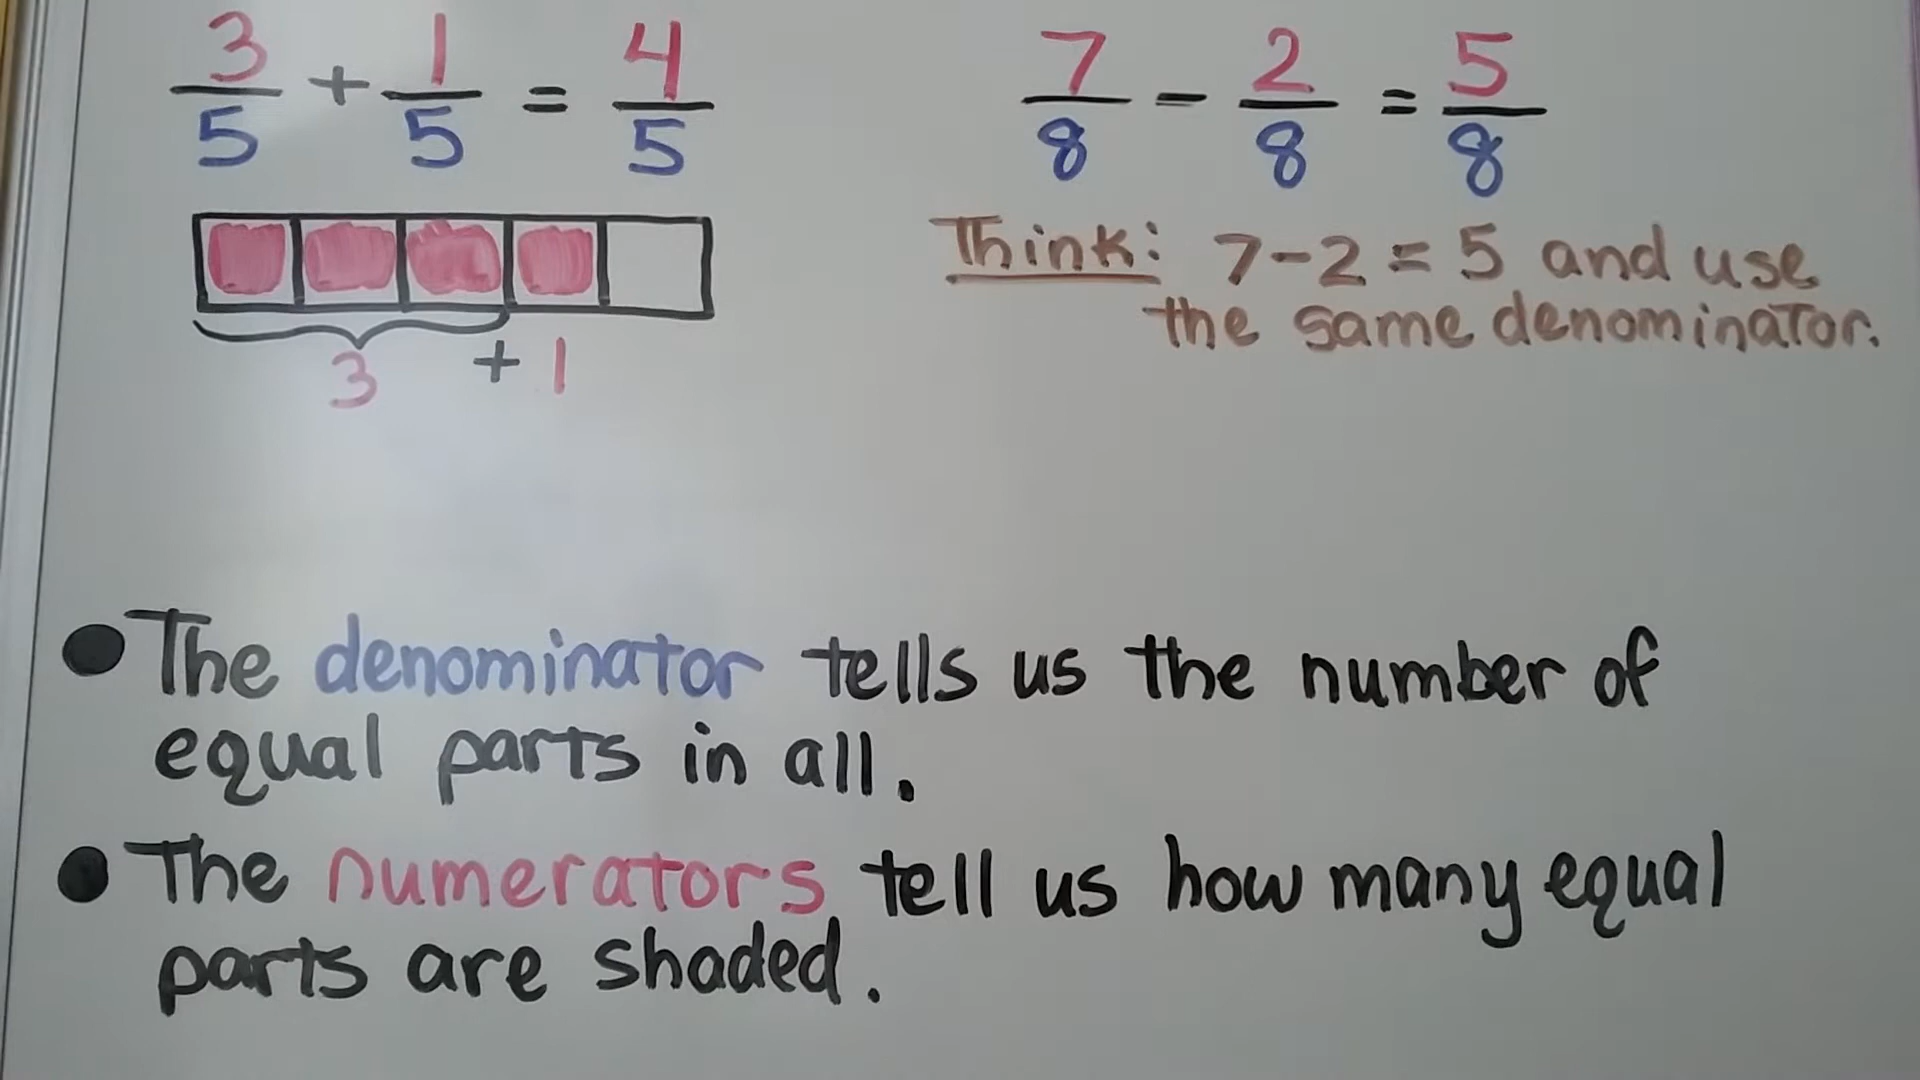 3/5 + 1/5 = 4/5
3 + 1
7/8 - 2/8 = 5/8
Think: 7-2=5 and use
the same denominator.
• The denominator tells us the number of
equal parts in all.
• The numerators tell us how many equal
parts are shaded.